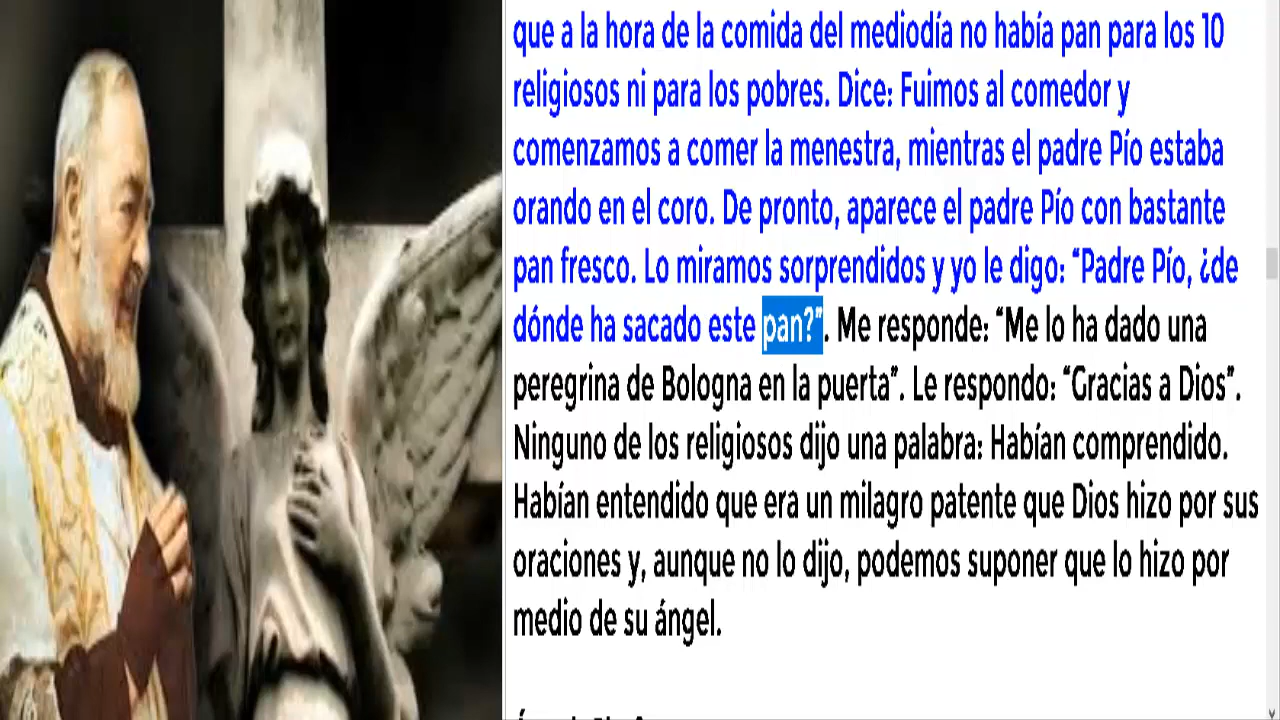 que a la hora de la comida del mediodía no había pan para los 10
religiosos ni para los pobres. Dice: Fuimos al comedor y
comenzamos a comer la menestra, mientras el padre Pío estaba
orando en el coro. De pronto, aparece el padre Pío con bastante
pan fresco. Lo miramos sorprendidos y yo le digo: “Padre Pío, ¿de
dónde ha sacado este pan?”. Me responde: “Me lo ha dado una
peregrina de Bologna en la puerta”. Le respondo: “Gracias a Dios”.
Ninguno de los religiosos dijo una palabra: Habían comprendido.
Habían entendido que era un milagro patente que Dios hizo por sus
oraciones y, aunque no lo dijo, podemos suponer que lo hizo por
medio de su ángel.